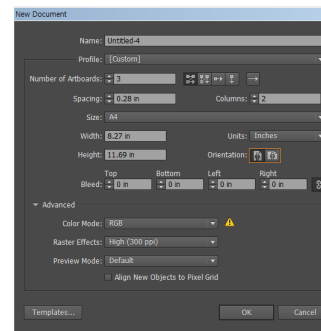 New Document
Name: Untitled-4
Profile: [Custom]
Number of Artboards: 3
Spacing: 0.28 in Columns: 2
Size: A4
Width: 8.27 in Units: Inches
Height: 11.69 in Orientation:
Top Bottom Left Right
Bleed: 0 in 0 in 0 in 0 in
Advanced
Color Mode: RGB
Raster Effects: High (300 ppi)
Preview Mode: Default
Align New Objects to Pixel Grid
Templates... OK Cancel